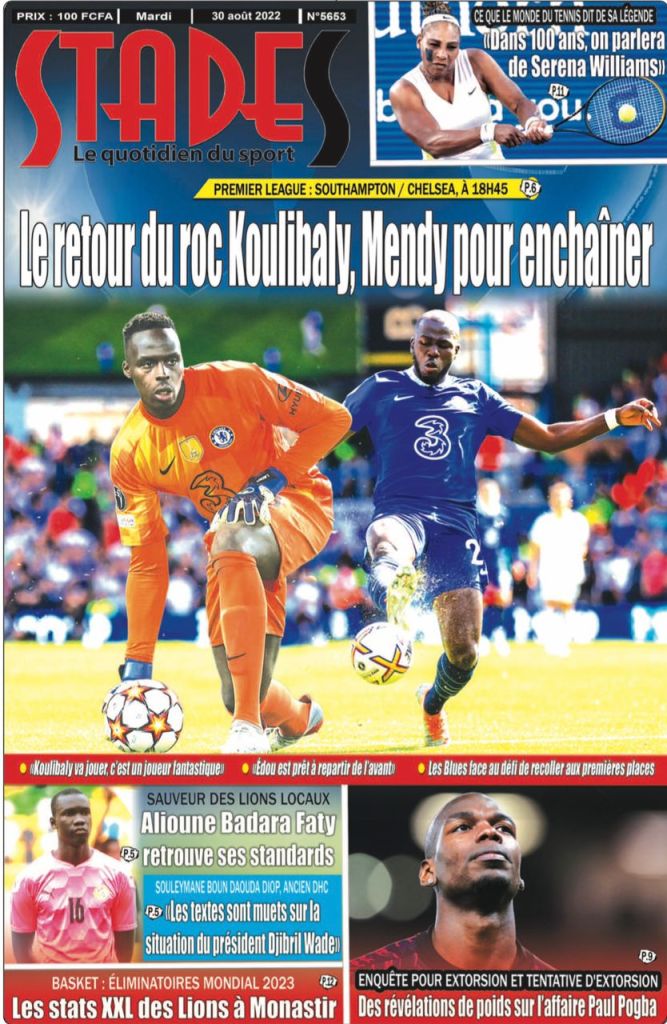 PRIX : 100 FCFA | Mardi | 30 août 2022 | N°5653
STADES
Le quotidien du sport
CE QUE LE MONDE DU TENNIS DIT DE SA LÉGENDE
«Dans 100 ans, on parlera
de Serena Williams»
P.11
you.
PREMIER LEAGUE : SOUTHAMPTON / CHELSEA, À 18H45
P.6
Le retour du roc Koulibaly, Mendy pour enchaîner
3
3
2
• «Koulibaly va jouer, c'est un joueur fantastique» • «Édou est prêt à repartir de l'avant» • Les Blues face au défi de recoller aux premières places
SAUVEUR DES LIONS LOCAUX
Alioune Badara Faty
P.5 retrouve ses standards
16
SOULEYMANE BOUN DAOUDA DIOP, ANCIEN DHC
P.5 «Les textes sont muets sur la
situation du président Djibril Wade»
BASKET : ÉLIMINATOIRES MONDIAL 2023
P.12
Les stats XXL des Lions à Monastir
P.9
ENQUÊTE POUR EXTORSION ET TENTATIVE D'EXTORSION
Des révélations de poids sur l'affaire Paul Pogba